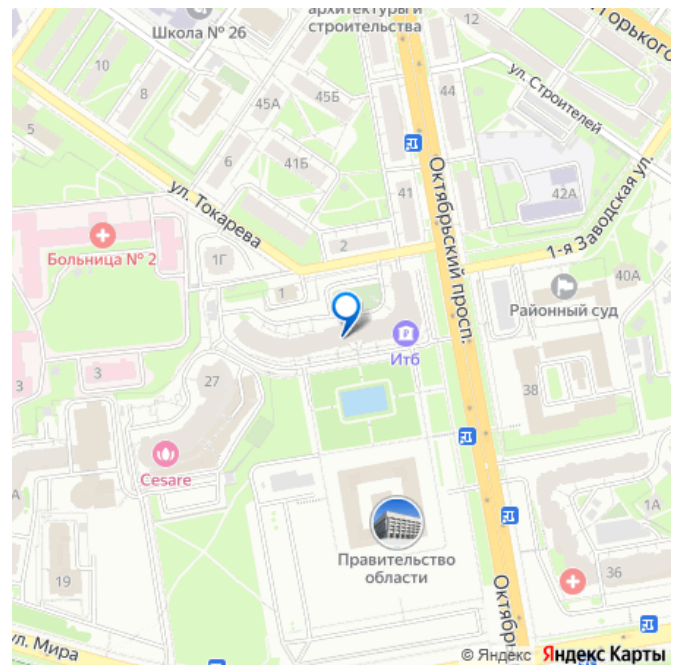 архитектуры и
строительства
12
Горького
Школа № 26
10
8
45А
45Б
44
ул. Строителей
5
6
41Б
41
42А
ул. Токарева
2
1-я Заводская ул.
Октябрьский просп.
Больница № 2
1Г
1
40А
Районный суд
Итб
3
3
27
38
Cesare
1А
Правительство
области
19
36
ул. Мира
Октябрь
© Яндекс Яндекс Карты